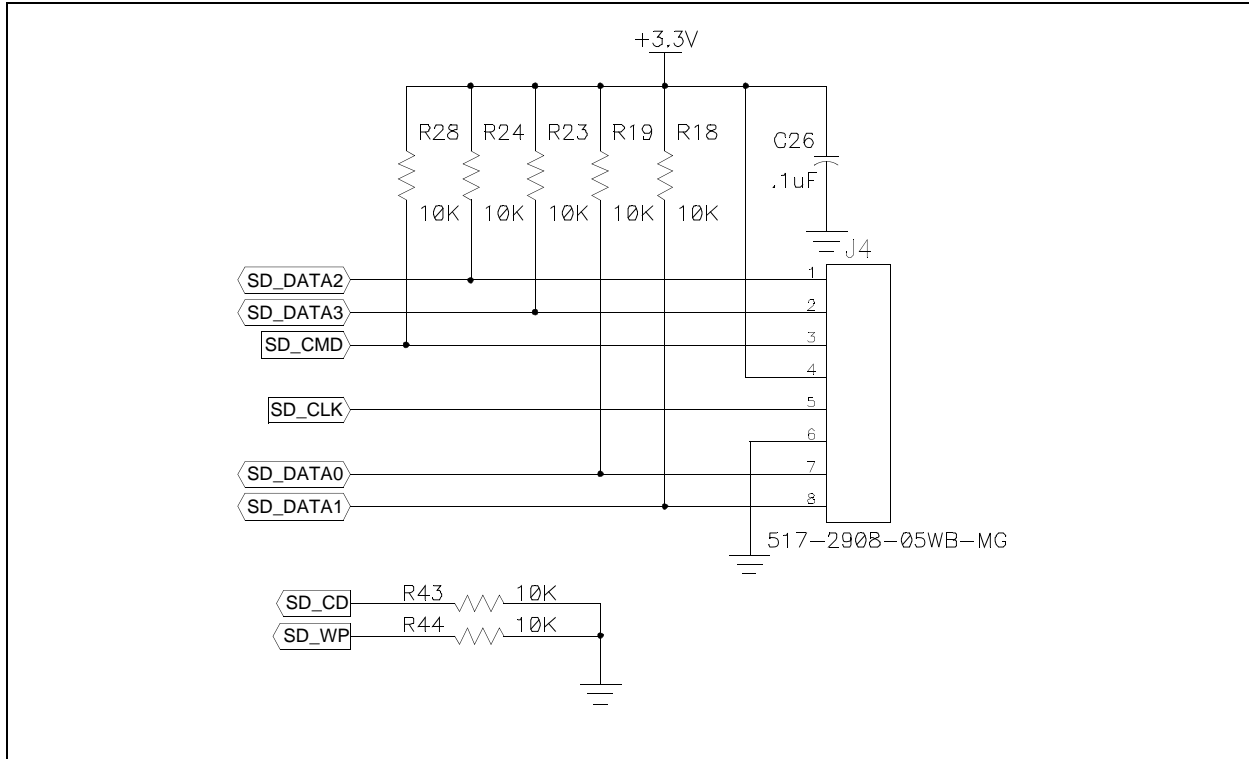 +3.3V
R28 R24 R23 R19 R18
C26
.1uF
10K 10K 10K 10K 10K
J4
SD_DATA2 1
SD_DATA3 2
SD_CMD 3
4
SD_CLK 5
6
SD_DATA0 7
SD_DATA1 8
517-2908-05WB-MG
SD_CD R43 10K
SD_WP R44 10K